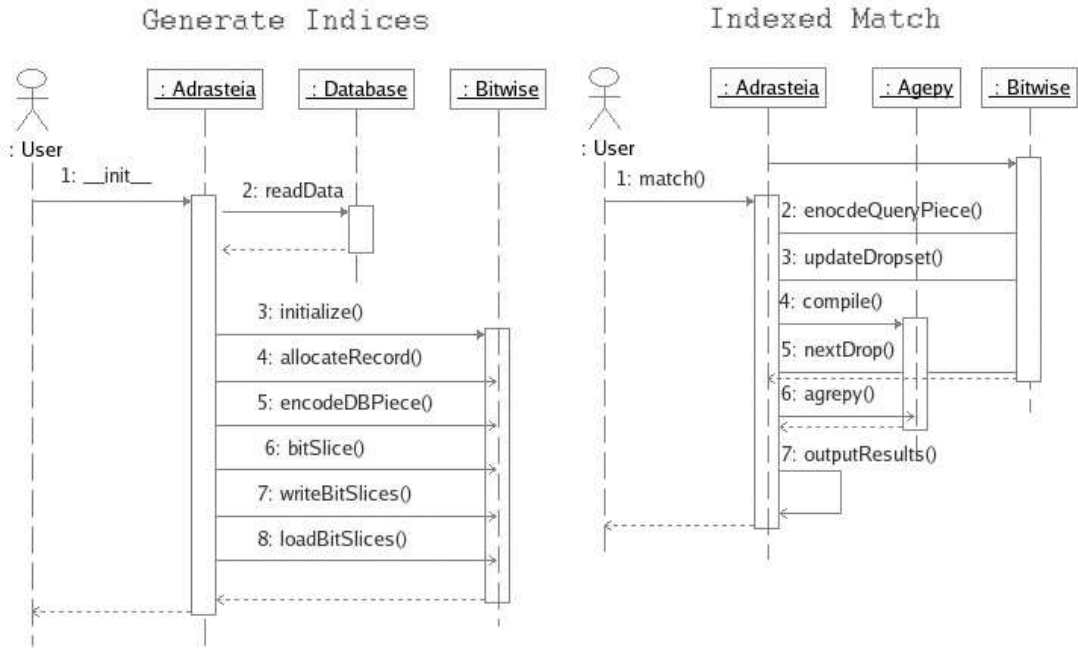 Generate Indices
: User
: Adrasteia
: Database
: Bitwise
1: __init__
2: readData
3: initialize()
4: allocateRecord()
5: encodeDBPiece()
6: bitSlice()
7: writeBitSlices()
8: loadBitSlices()
Indexed Match
: User
: Adrasteia
: Agepy
: Bitwise
1: match()
2: enocdeQueryPiece()
3: updateDropset()
4: compile()
5: nextDrop()
6: agrepy()
7: outputResults()